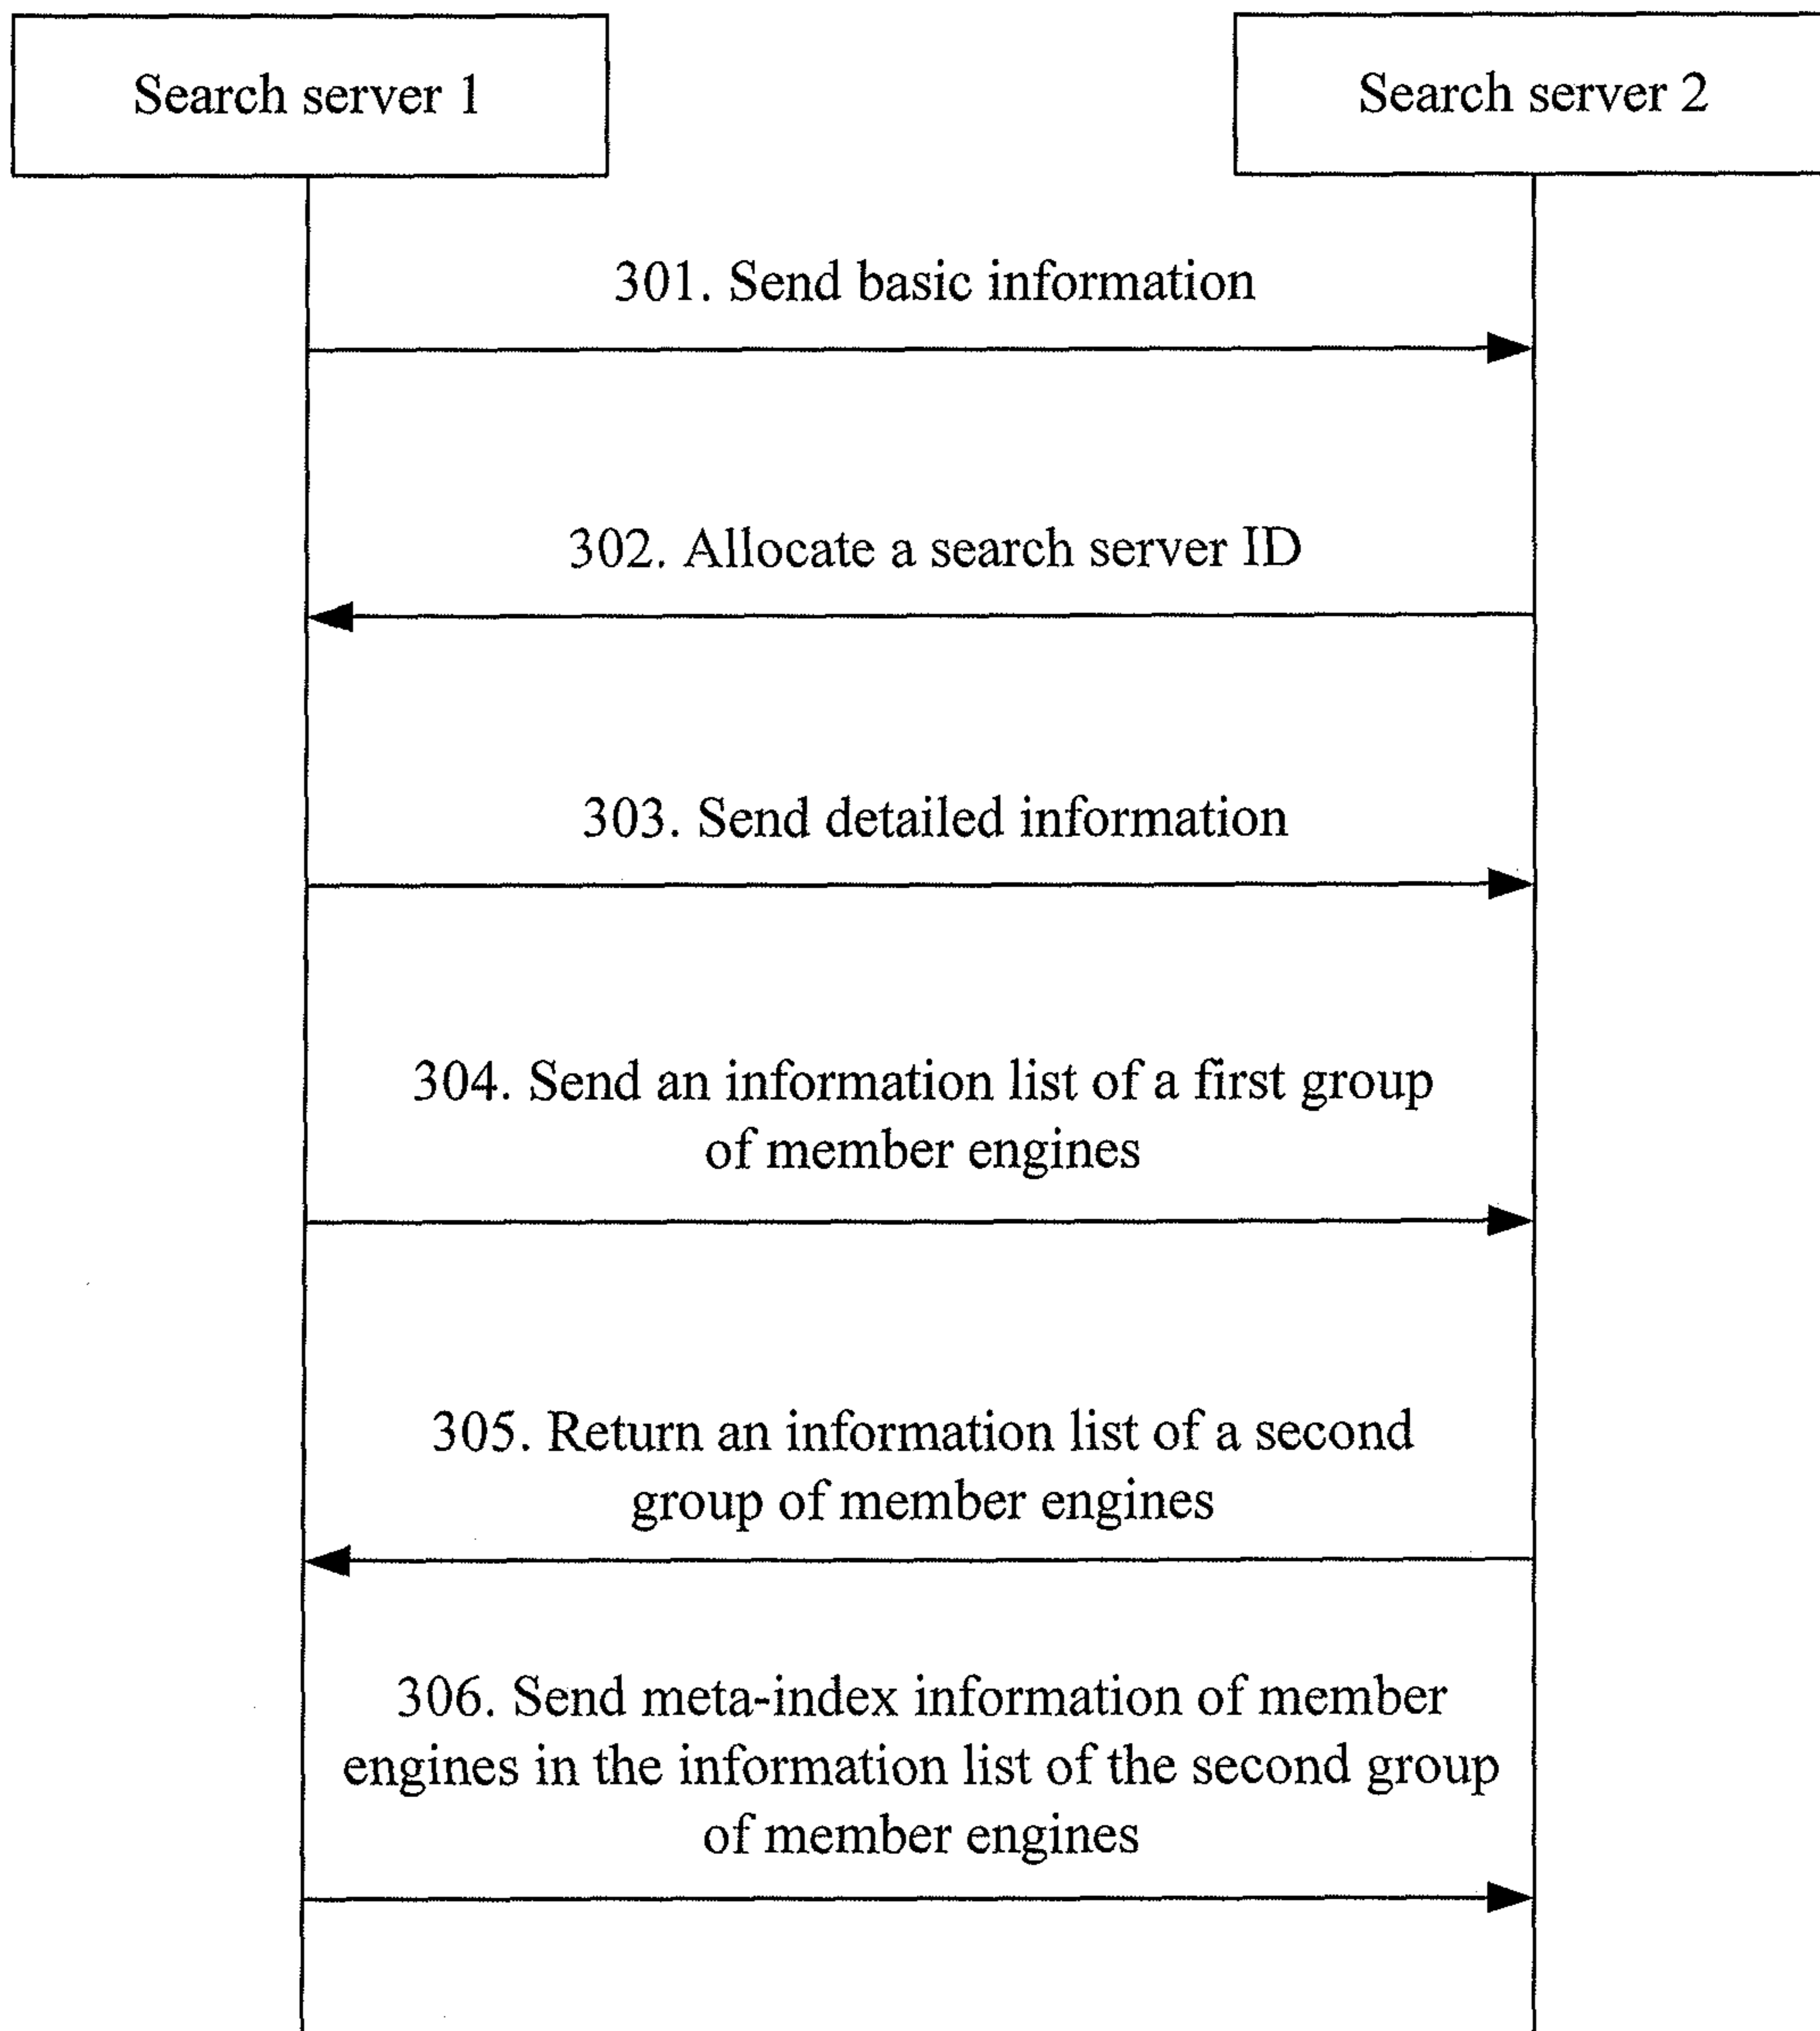 Search server 1
Search server 2
301. Send basic information
302. Allocate a search server ID
303. Send detailed information
304. Send an information list of a first group
of member engines
305. Return an information list of a second
group of member engines
306. Send meta-index information of member
engines in the information list of the second group
of member engines